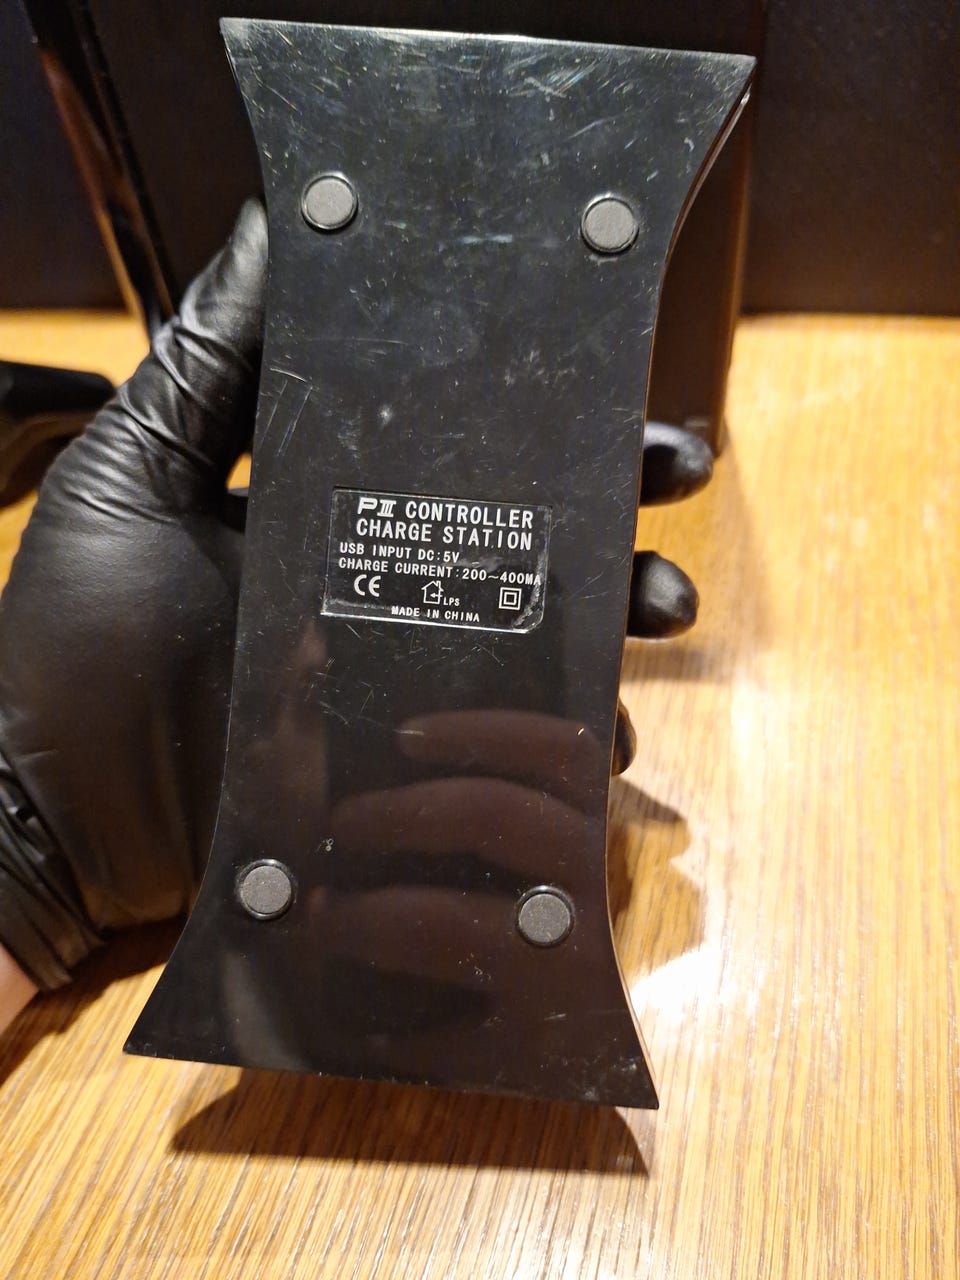 PIII CONTROLLER
CHARGE STATION
USB INPUT DC:5V
CHARGE CURRENT:200~400MA
CE
LPS
MADE IN CHINA